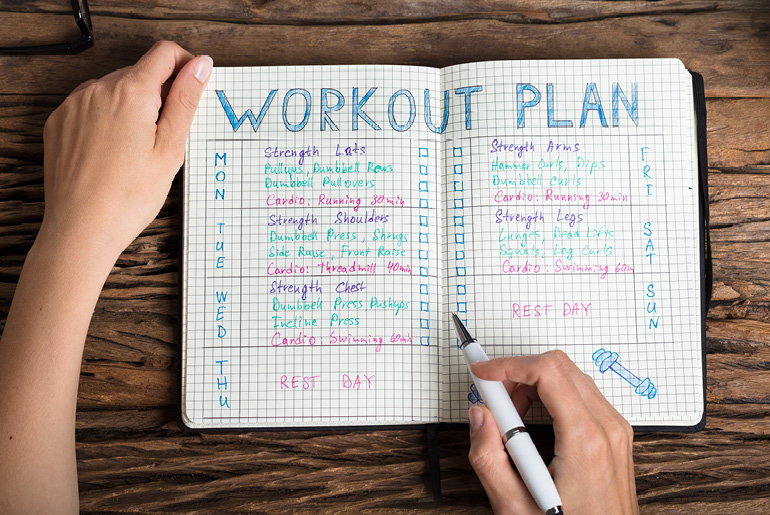 WORKOUT PLAN
MON
Strength Lats
Pullups, Dumbbell Rows
Dumbbell Pullovers
Cardio: Running 30min
TUE
Strength Shoulders
Dumbbell Press, Shrugs
Side Raise, Front Raise
Cardio: Threadmill 40min
WED
Strength Chest
Dumbbell Press, Pushups
Incline Press
Cardio: Swimming 60min
THU
REST DAY
FRI
Strength Arms
Hammer Curls, Dips
Dumbbell Curls
Cardio: Running 30min
SAT
Strength Legs
Lunges, Dead Lifts
Squats, Leg Curls
Cardio: Swimming 60m
SUN
REST DAY